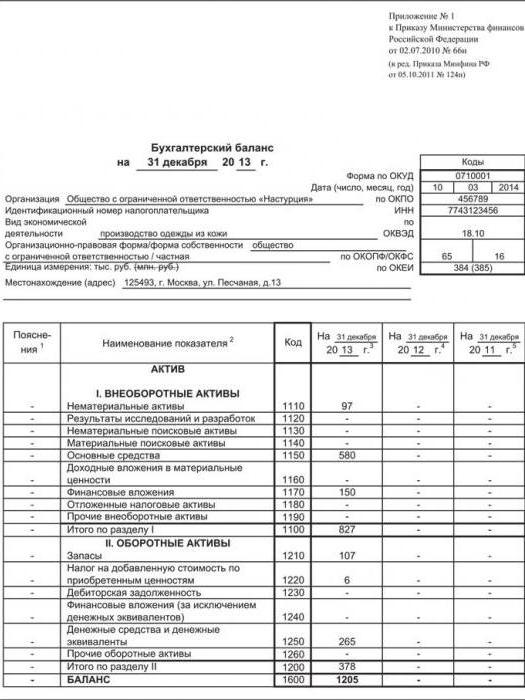 Приложение № 1
к Приказу Министерства финансов
Российской Федерации
от 02.07.2010 № 66н
(в ред. Приказа Минфина РФ
от 05.10.2011 № 124н)
Бухгалтерский баланс
на 31 декабря 20 13 г.
Коды
Форма по ОКУД 0710001
Дата (число, месяц, год) 10 03 2014
Организация Общество с ограниченной ответственностью «Настурция» по ОКПО 456789
Идентификационный номер налогоплательщика ИНН 7743123456
Вид экономической по
деятельности производство одежды из кожи ОКВЭД 18.10
Организационно-правовая форма/форма собственности общество
с ограниченной ответственностью / частная по ОКОПФ/ОКФС 65 16
Единица измерения: тыс. руб. (млн. руб.) по ОКЕИ 384 (385)
Местонахождение (адрес) 125493, г. Москва, ул. Песчаная, д.13
Поясне- На 31 декабря На 31 декабря На 31 декабря
ния 1 Наименование показателя 2 Код 20 13 г.3 20 12 г.4 20 11 г.5
АКТИВ
I. ВНЕОБОРОТНЫЕ АКТИВЫ
- Нематериальные активы 1110 97 - -
- Результаты исследований и разработок 1120 - - -
- Нематериальные поисковые активы 1130 - - -
- Материальные поисковые активы 1140 - - -
- Основные средства 1150 580 - -
Доходные вложения в материальные
- ценности 1160 - - -
- Финансовые вложения 1170 150 - -
- Отложенные налоговые активы 1180 - - -
- Прочие внеоборотные активы 1190 - - -
- Итого по разделу I 1100 827 - -
II. ОБОРОТНЫЕ АКТИВЫ
- Запасы 1210 107 - -
Налог на добавленную стоимость по
- приобретенным ценностям 1220 6 - -
- Дебиторская задолженность 1230 - - -
Финансовые вложения (за исключением
- денежных эквивалентов) 1240 - - -
Денежные средства и денежные
- эквиваленты 1250 265 - -
- Прочие оборотные активы 1260 - - -
- Итого по разделу II 1200 378 - -
- БАЛАНС 1600 1205 - -